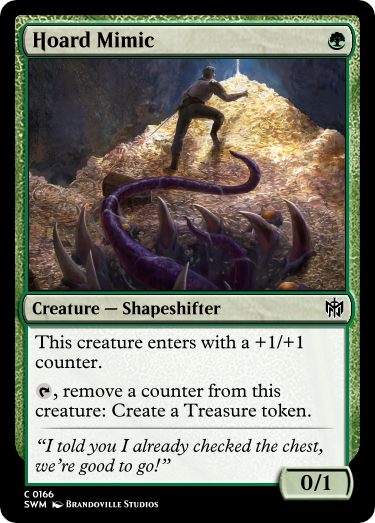 Hoard Mimic
Creature — Shapeshifter
This creature enters with a +1/+1
counter.
, remove a counter from this
creature: Create a Treasure token.
“I told you I already checked the chest,
we’re good to go!”
0/1
C 0166
SWM Brandoville Studios